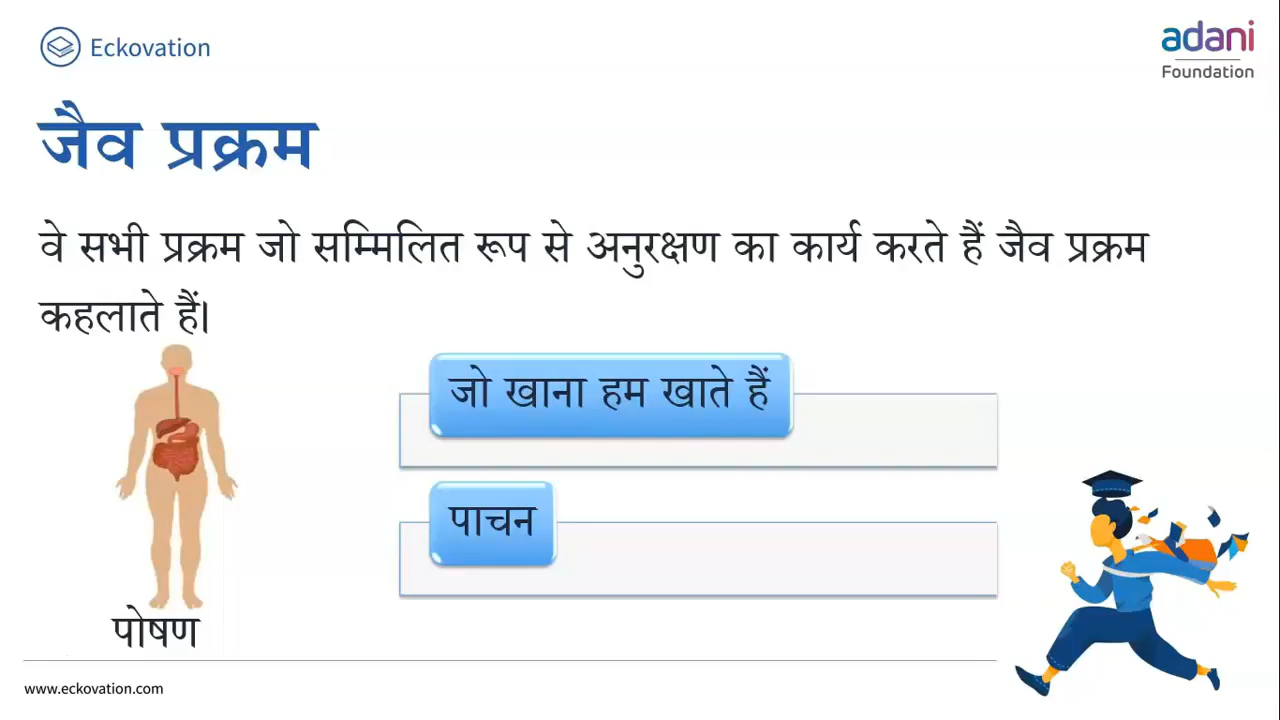 Eckovation
adani
Foundation
जैव प्रक्रम
वे सभी प्रक्रम जो सम्मिलित रूप से अनुरक्षण का कार्य करते हैं जैव प्रक्रम
कहलाते हैं।
जो खाना हम खाते हैं
पाचन
पोषण
www.eckovation.com